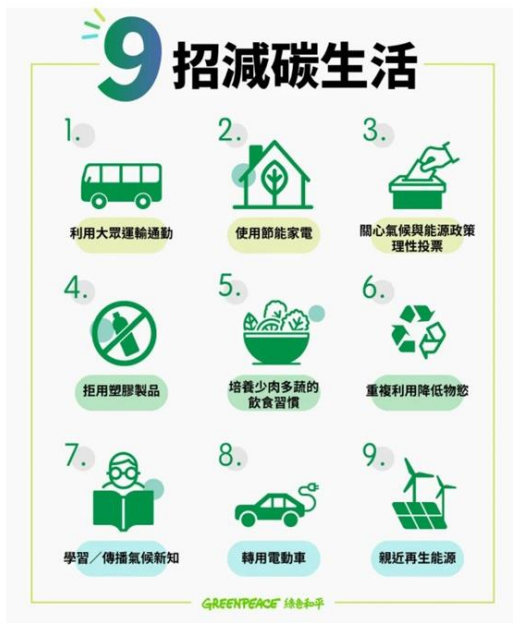 9招減碳生活
1.
利用大眾運輸通勤
2.
使用節能家電
3.
關心氣候與能源政策
理性投票
4.
拒用塑膠製品
5.
培養少肉多蔬的
飲食習慣
6.
重複利用降低物慾
7.
學習／傳播氣候新知
8.
轉用電動車
9.
親近再生能源
GREENPEACE 綠色和平